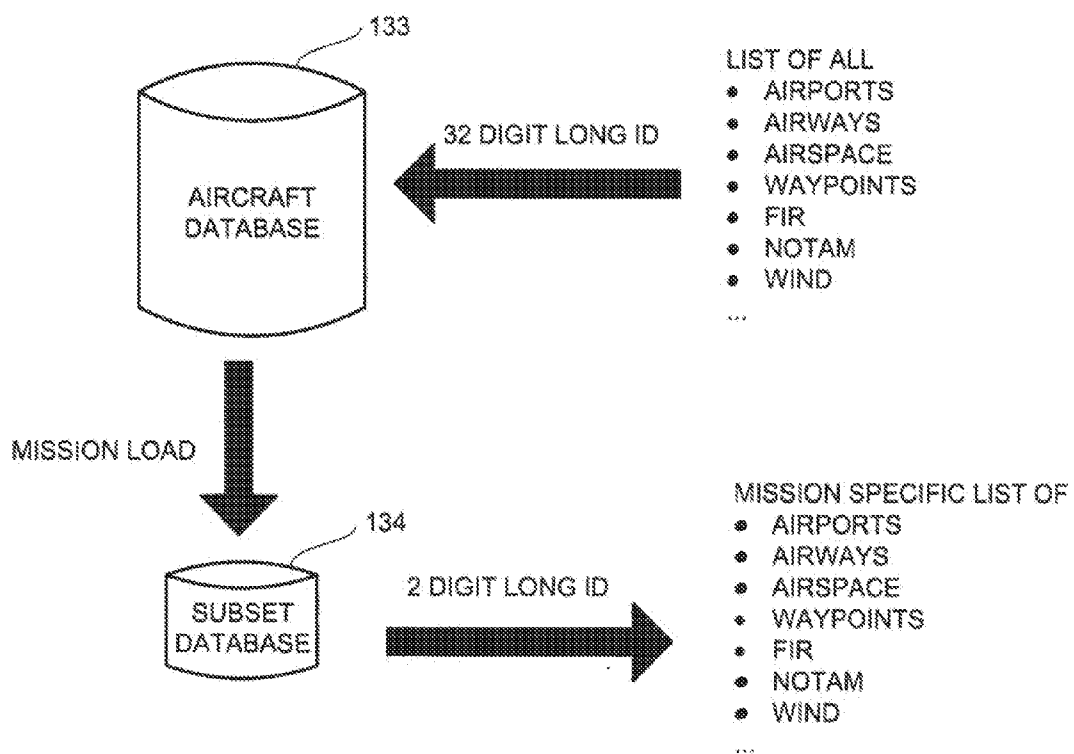 133
LIST OF ALL
• AIRPORTS
• AIRWAYS
• AIRSPACE
• WAYPOINTS
• FIR
• NOTAM
• WIND
...
32 DIGIT LONG ID
AIRCRAFT
DATABASE
MISSION LOAD
134
SUBSET
DATABASE
2 DIGIT LONG ID
MISSION SPECIFIC LIST OF
• AIRPORTS
• AIRWAYS
• AIRSPACE
• WAYPOINTS
• FIR
• NOTAM
• WIND
...